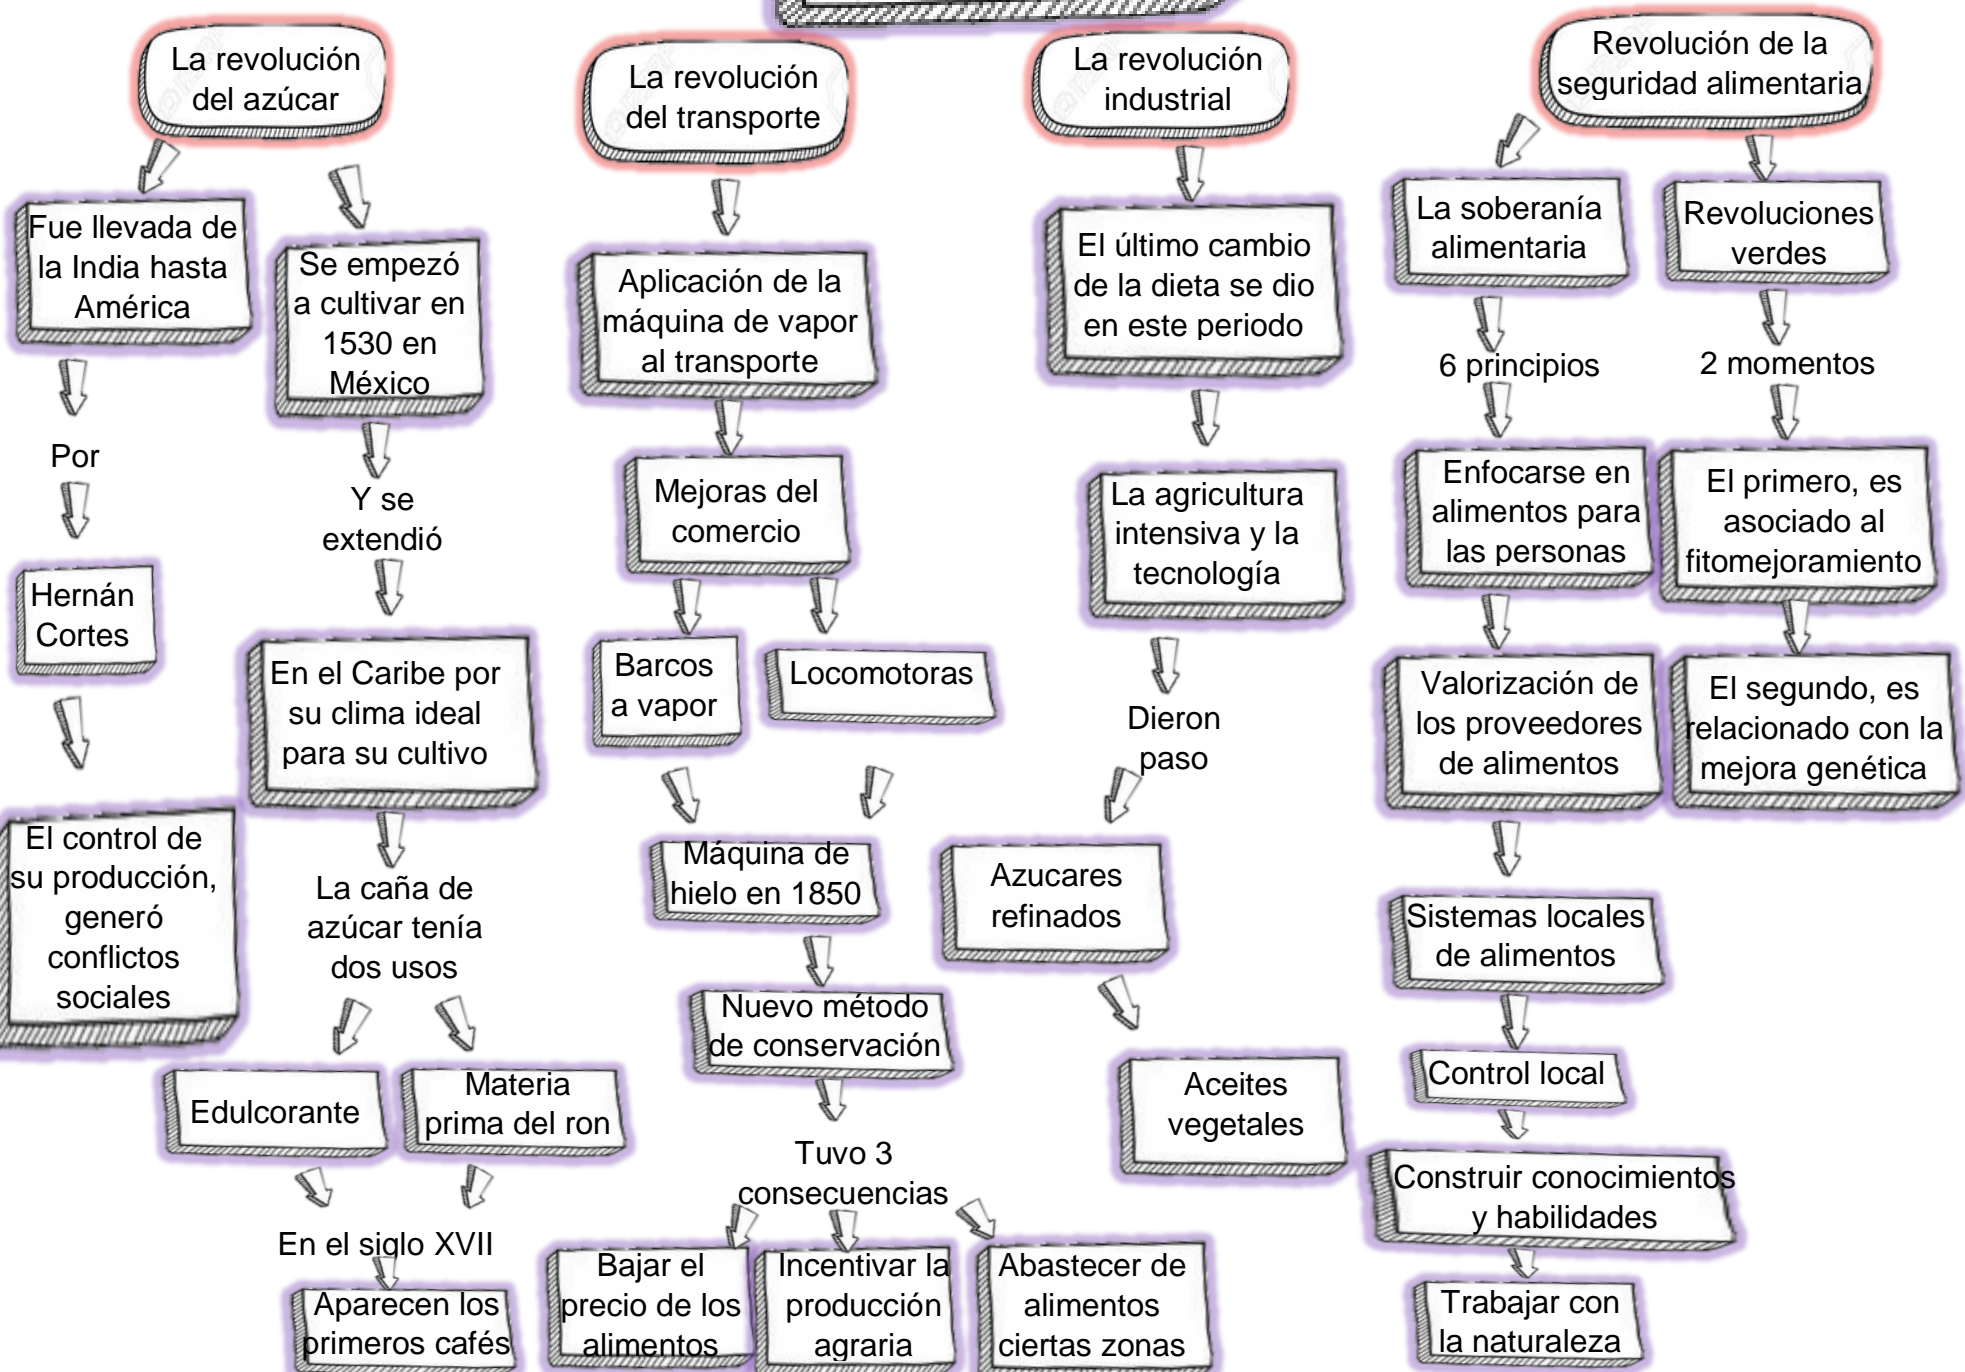 La revolución
del azúcar
Fue llevada de
la India hasta
América
Por
Hernán
Cortes
El control de
su producción,
generó
conflictos
sociales
Se empezó
a cultivar en
1530 en
México
Y se
extendió
En el Caribe por
su clima ideal
para su cultivo
La caña de
azúcar tenía
dos usos
Edulcorante
Materia
prima del ron
En el siglo XVII
Aparecen los
primeros cafés
La revolución
del transporte
Aplicación de la
máquina de vapor
al transporte
Mejoras del
comercio
Barcos
a vapor
Locomotoras
Máquina de
hielo en 1850
Nuevo método
de conservación
Tuvo 3
consecuencias
Bajar el
precio de los
alimentos
Incentivar la
producción
agraria
Abastecer de
alimentos
ciertas zonas
La revolución
industrial
El último cambio
de la dieta se dio
en este periodo
La agricultura
intensiva y la
tecnología
Dieron
paso
Azucares
refinados
Aceites
vegetales
Revolución de la
seguridad alimentaria
La soberanía
alimentaria
6 principios
Enfocarse en
alimentos para
las personas
Valorización de
los proveedores
de alimentos
Sistemas locales
de alimentos
Control local
Construir conocimientos
y habilidades
Trabajar con
la naturaleza
Revoluciones
verdes
2 momentos
El primero, es
asociado al
fitomejoramiento
El segundo, es
relacionado con la
mejora genética